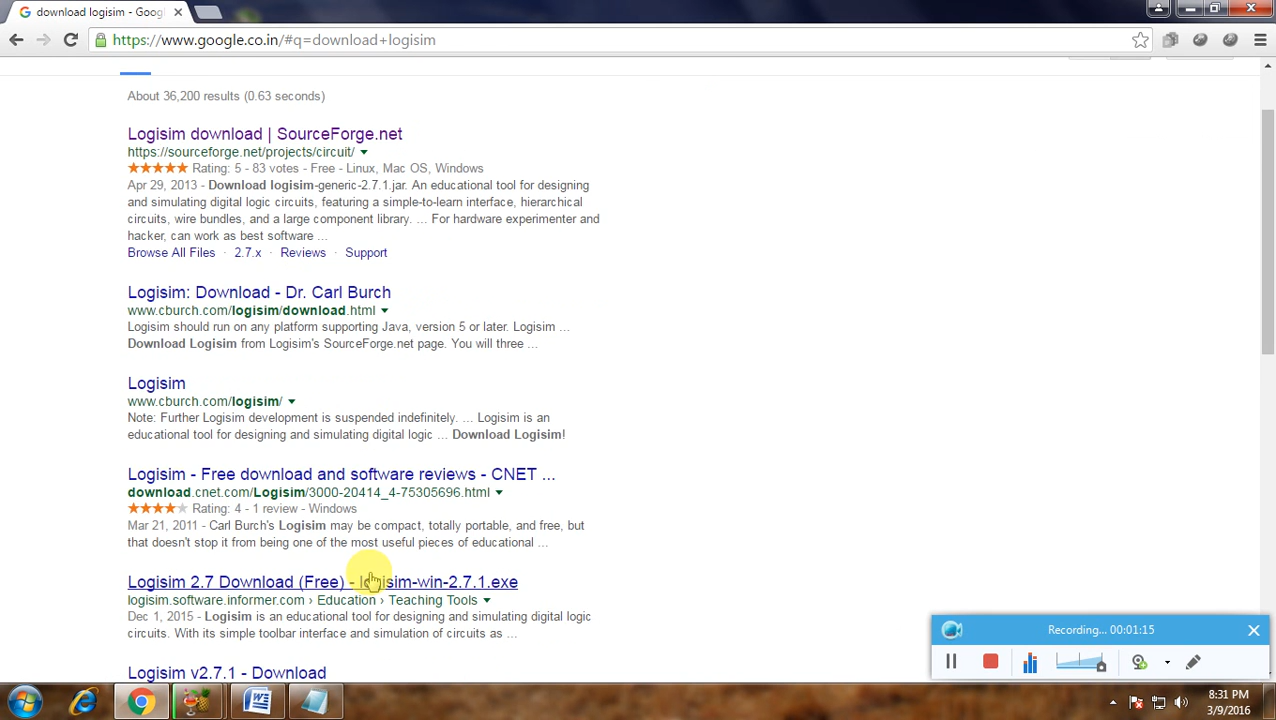 download logisim - Goog
https://www.google.co.in/#q=download+logisim
About 36,200 results (0.63 seconds)
Logisim download | SourceForge.net
https://sourceforge.net/projects/circuit/
Rating: 5 - 83 votes - Free - Linux, Mac OS, Windows
Apr 29, 2013 - Download logisim-generic-2.7.1.jar. An educational tool for designing
and simulating digital logic circuits, featuring a simple-to-learn interface, hierarchical
circuits, wire bundles, and a large component library. ... For hardware experimenter and
hacker, can work as best software ...
Browse All Files · 2.7.x · Reviews · Support
Logisim: Download - Dr. Carl Burch
www.cburch.com/logisim/download.html
Logisim should run on any platform supporting Java, version 5 or later. Logisim ...
Download Logisim from Logisim's SourceForge.net page. You will three ...
Logisim
www.cburch.com/logisim/
Note: Further Logisim development is suspended indefinitely. ... Logisim is an
educational tool for designing and simulating digital logic ... Download Logisim!
Logisim - Free download and software reviews - CNET ...
download.cnet.com/Logisim/3000-20414_4-75305696.html
Rating: 4 - 1 review - Windows
Mar 21, 2011 - Carl Burch's Logisim may be compact, totally portable, and free, but
that doesn't stop it from being one of the most useful pieces of educational ...
Logisim 2.7 Download (Free) - logisim-win-2.7.1.exe
logisim.software.informer.com › Education › Teaching Tools
Dec 1, 2015 - Logisim is an educational tool for designing and simulating digital logic
circuits. With its simple toolbar interface and simulation of circuits as ...
Logisim v2.7.1 - Download
Recording... 00:01:15
8:31 PM
3/9/2016